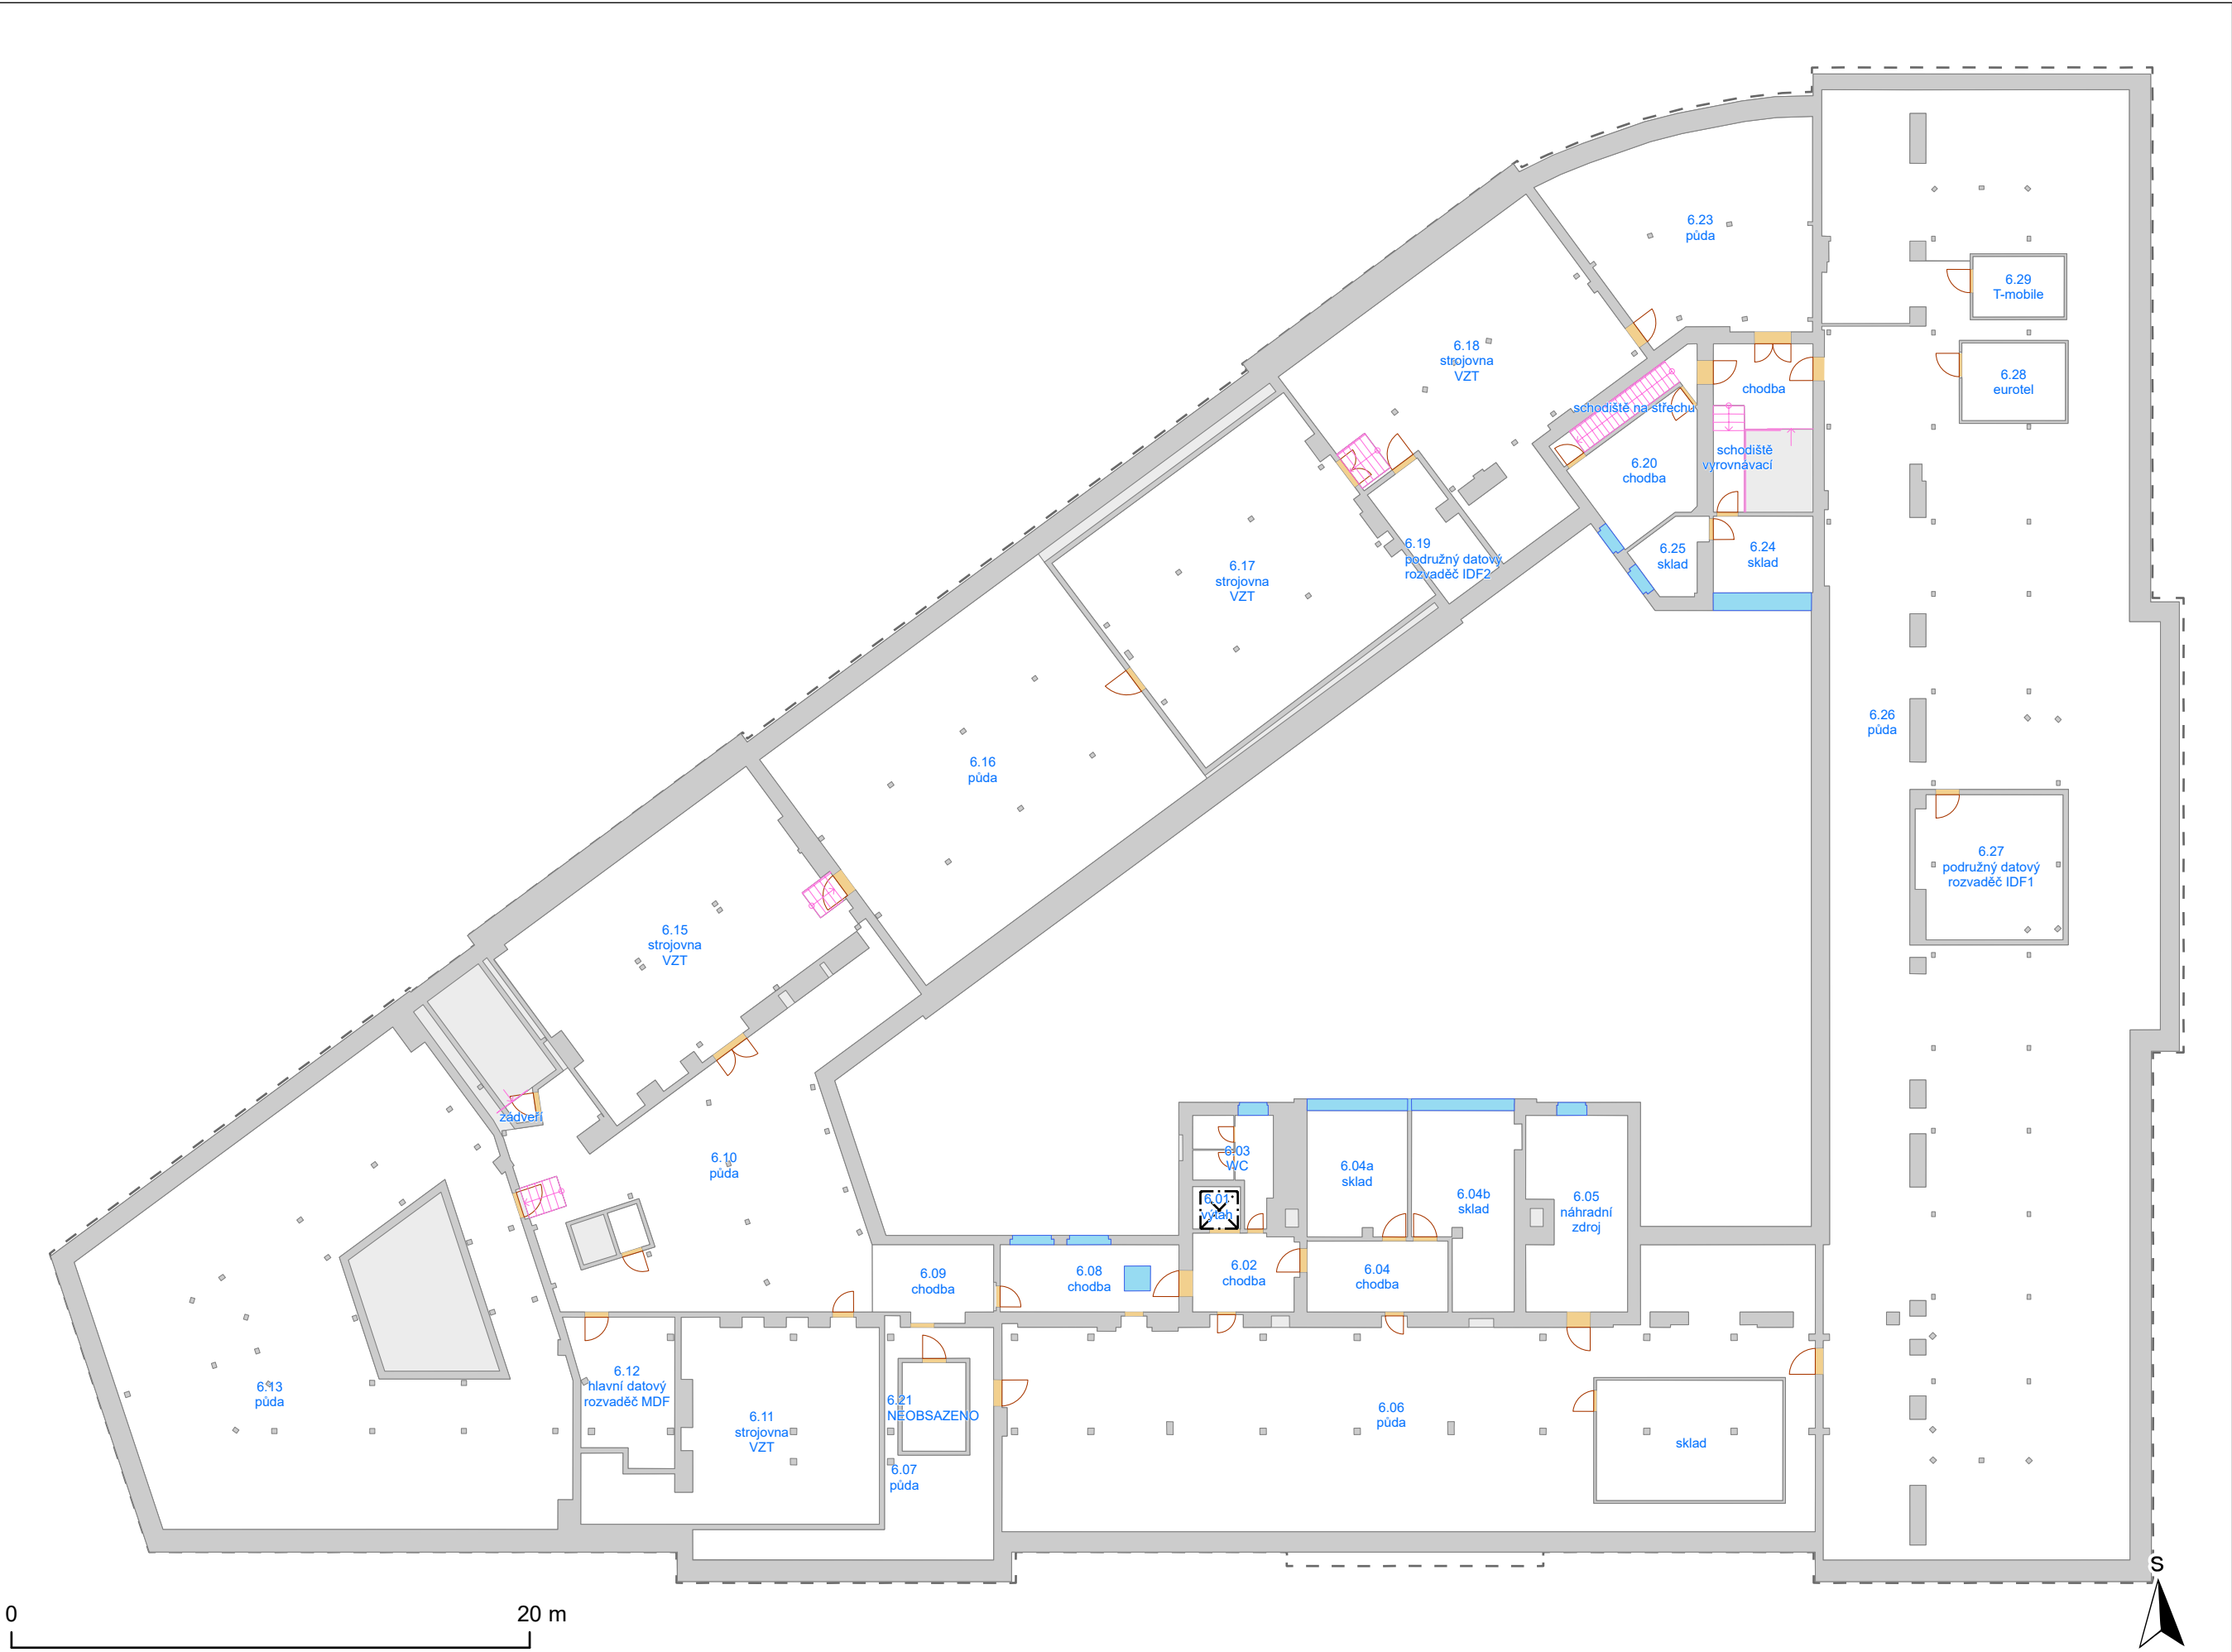 6.23
půda
6.29
T-mobile
6.18
strojovna
VZT
6.28
eurotel
chodba
schodiště na střechu
schodiště
vyrovnávací
6.20
chodba
6.19
podružný datový
rozvaděč IDF2
6.25
sklad
6.24
sklad
6.17
strojovna
VZT
6.26
půda
6.16
půda
6.27
podružný datový
rozvaděč IDF1
6.15
strojovna
VZT
zádveří
6.10
půda
6.03
WC
6.04a
sklad
6.04b
sklad
6.05
náhradní
zdroj
6.01
výtah
6.09
chodba
6.08
chodba
6.02
chodba
6.04
chodba
6.13
půda
6.12
hlavní datový
rozvaděč MDF
6.11
strojovna
VZT
6.21
NEOBSAZENO
6.07
půda
6.06
půda
sklad
S
0
20 m